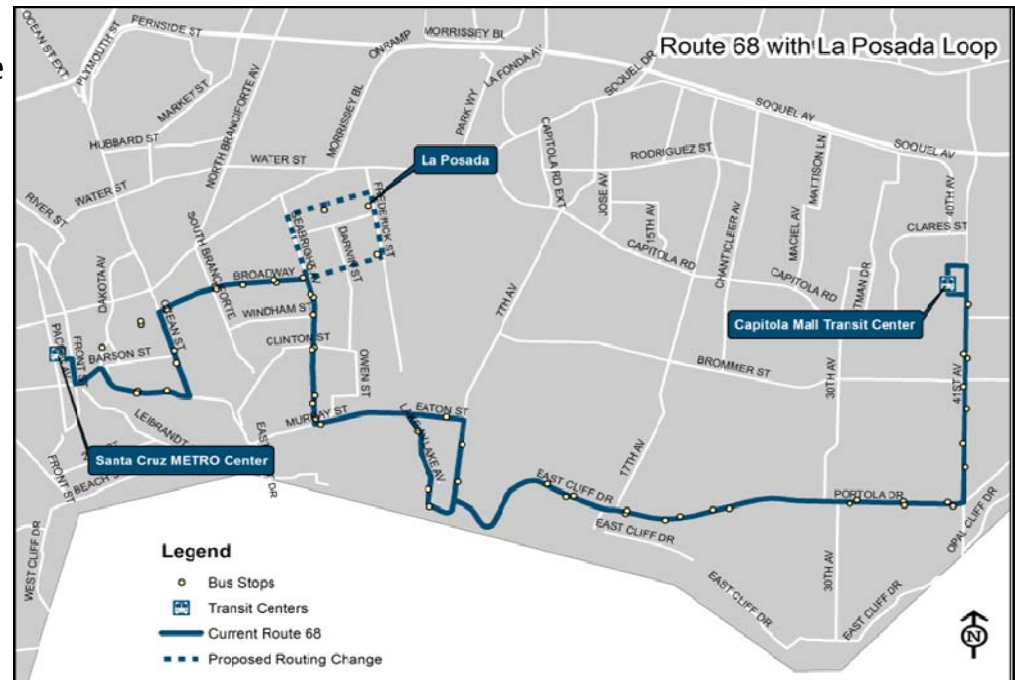 e
Route 68 with La Posada Loop
OCEAN ST EXT
PLYMOUTH ST
FERNSIDE ST
MARKET ST
HUBBARD ST
NORTH BRANCIFORTE AV
MORRISSEY BL
ONRAMP
MORRISSEY BL
LA FONDA AV
PARK WY
SOQUEL DR
SOQUEL AV
SOQUEL AV
CAPITOLA RD EXT
RODRIGUEZ ST
JOSE AV
15TH AV
CHANTICLEER AV
MACIEL AV
MATTISON LN
40TH AV
CLARES ST
WATER ST
WATER ST
RIVER ST
La Posada
FREDERICK ST
SEABRIGHT AV
DARWIN ST
SOUTH BRANCIFORTE
BROADWAY
DAKOTA AV
OCEAN ST
WINDHAM ST
CLINTON ST
OWEN ST
7TH AV
CAPITOLA RD
CAPITOLA RD
Capitola Mall Transit Center
FRONT ST
BARSON ST
BROMMER ST
30TH AV
41ST AV
MURRAY ST
EATON ST
LAKE AV
LEIBRANDT
Santa Cruz METRO Center
FRONT ST
BEACH ST
17TH AV
EAST CLIFF DR
EAST CLIFF DR
PORTOLA DR
OPAL CLIFF DR
WEST CLIFF DR
30TH AV
EAST CLIFF DR
EAST CLIFF DR
Legend
Bus Stops
Transit Centers
Current Route 68
Proposed Routing Change
N